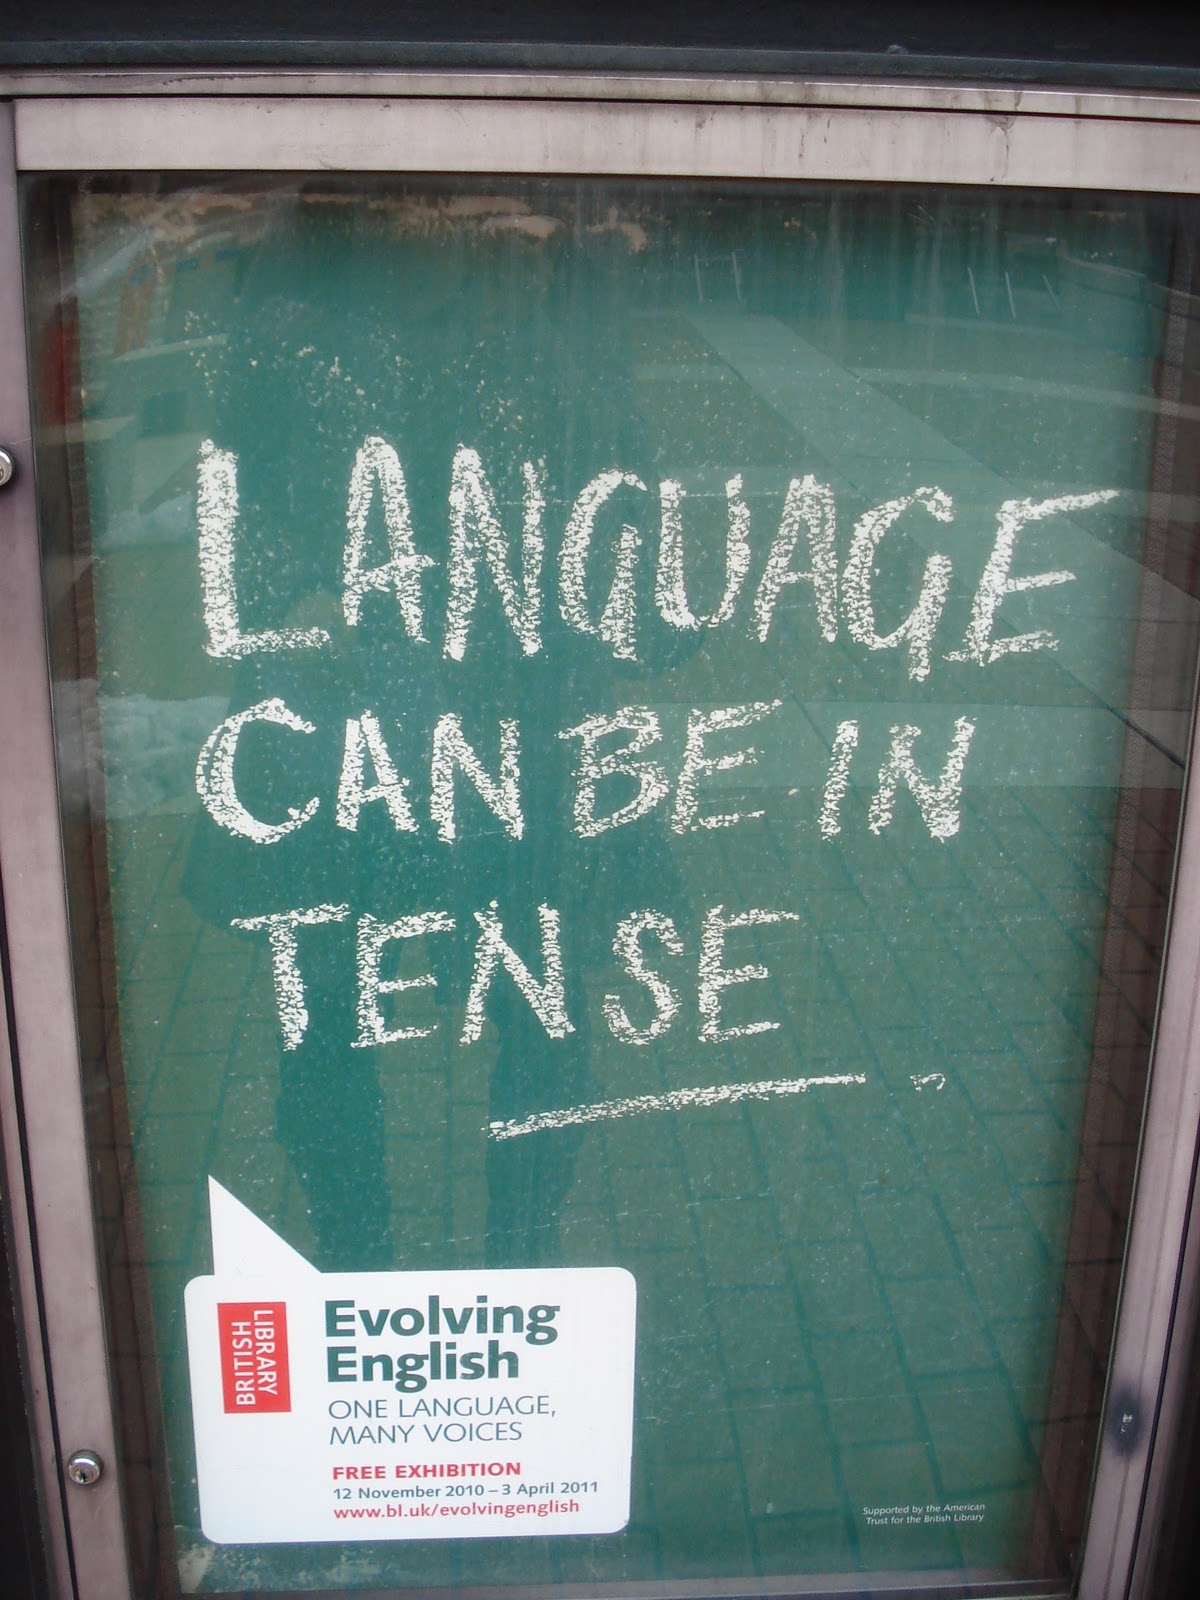 LANGUAGE
CAN BE IN
TENSE
BRITISH
LIBRARY
Evolving
English
ONE LANGUAGE,
MANY VOICES
FREE EXHIBITION
12 November 2010 – 3 April 2011
www.bl.uk/evolvingenglish
Supported by the American
Trust for the British Library